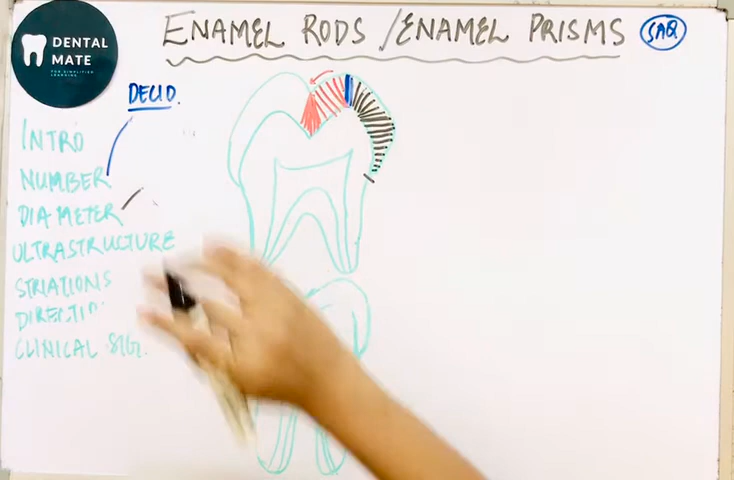 ENAMEL RODS / ENAMEL PRISMS
SAQ
DENTAL
MATE
DECID.
INTRO
NUMBER
DIAMETER
ULTRASTRUCTURE
STRIATIONS
CLINICAL SIG.